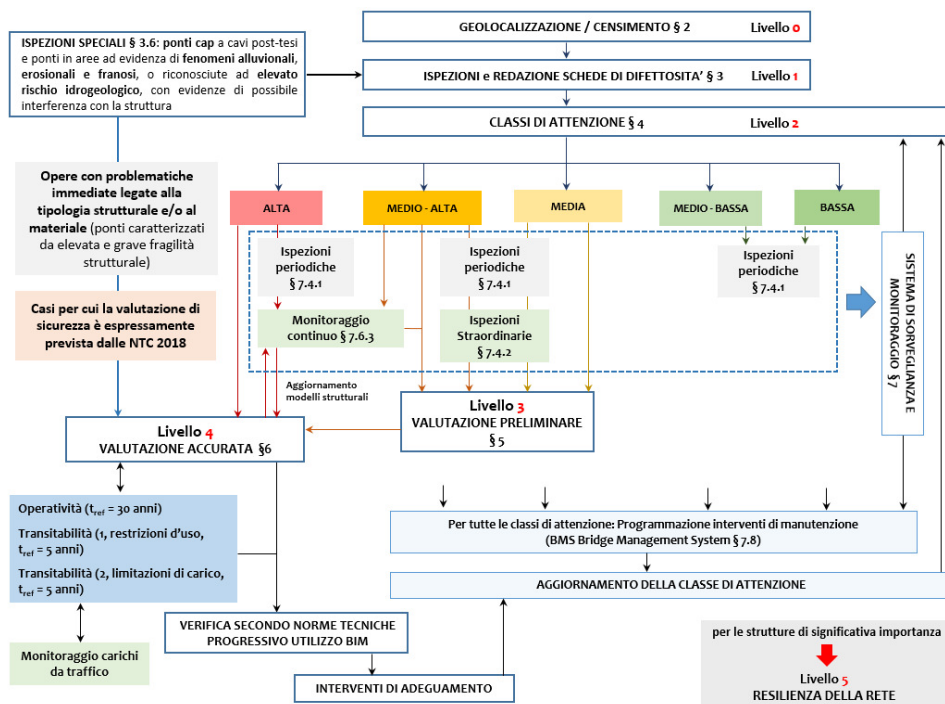 ISPEZIONI SPECIALI § 3.6: ponti cap a cavi post-tesi
e ponti in aree ad evidenza di fenomeni alluvionali,
erosionali e franosi, o riconosciute ad elevato
rischio idrogeologico, con evidenze di possibile
interferenza con la struttura
GEOLOCALIZZAZIONE / CENSIMENTO § 2 Livello 0
ISPEZIONI e REDAZIONE SCHEDE DI DIFETTOSITA' § 3 Livello 1
CLASSI DI ATTENZIONE § 4 Livello 2
Opere con problematiche
immediate legate alla
tipologia strutturale e/o al
materiale (ponti caratterizzati
da elevata e grave fragilità
strutturale)
Casi per cui la valutazione di
sicurezza è espressamente
prevista dalle NTC 2018
ALTA
MEDIO - ALTA
MEDIA
MEDIO - BASSA
BASSA
Ispezioni
periodiche
§ 7.4.1
Monitoraggio
continuo § 7.6.3
Ispezioni
periodiche
§ 7.4.1
Ispezioni
Straordinarie
§ 7.4.2
Ispezioni
periodiche
§ 7.4.1
SISTEMA DI SORVEGLIANZA E
MONITORAGGIO § 7
Aggiornamento
modelli strutturali
Livello 3
VALUTAZIONE PRELIMINARE
§ 5
Livello 4
VALUTAZIONE ACCURATA §6
Operatività (tref = 30 anni)
Transitabilità (1, restrizioni d'uso,
tref = 5 anni)
Transitabilità (2, limitazioni di carico,
tref = 5 anni)
Monitoraggio carichi
da traffico
Per tutte le classi di attenzione: Programmazione interventi di manutenzione
(BMS Bridge Management System § 7.8)
AGGIORNAMENTO DELLA CLASSE DI ATTENZIONE
VERIFICA SECONDO NORME TECNICHE
PROGRESSIVO UTILIZZO BIM
INTERVENTI DI ADEGUAMENTO
per le strutture di significativa importanza
Livello 5
RESILIENZA DELLA RETE